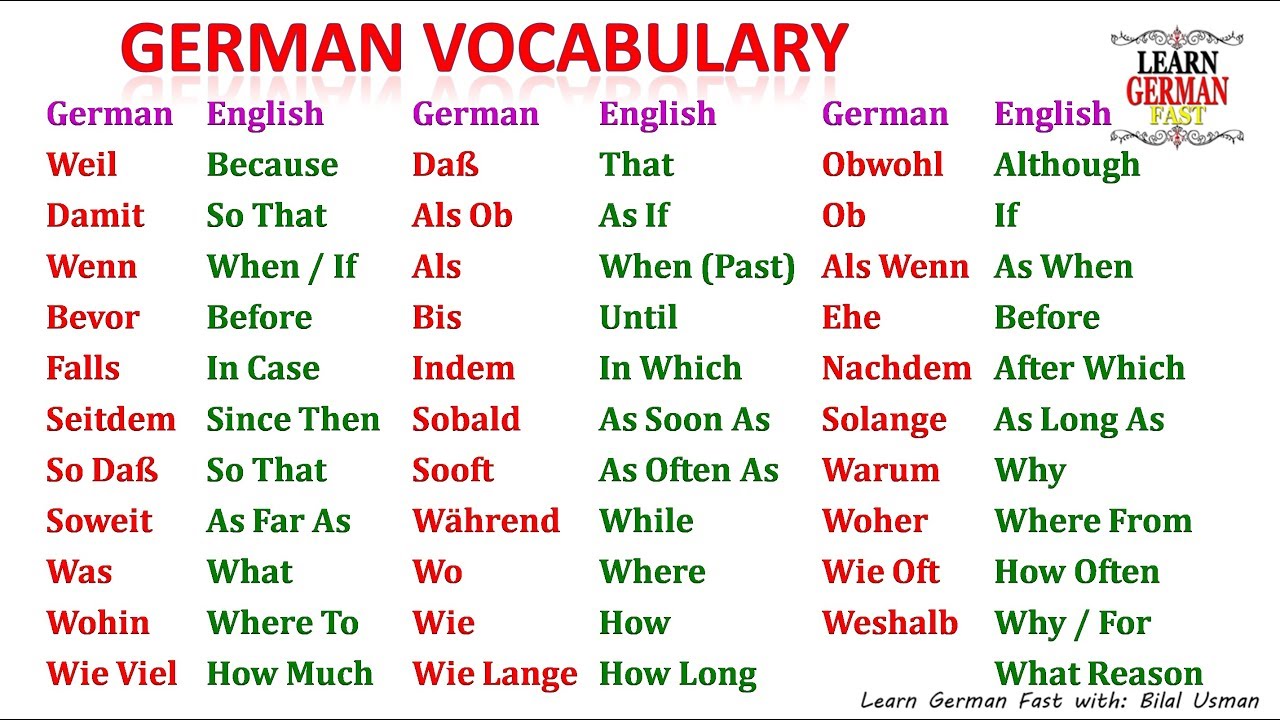 GERMAN VOCABULARY
LEARN
GERMAN
FAST
German English German English German English
Weil Because Daß That Obwohl Although
Damit So That Als Ob As If Ob If
Wenn When / If Als When (Past) Als Wenn As When
Bevor Before Bis Until Ehe Before
Falls In Case Indem In Which Nachdem After Which
Seitdem Since Then Sobald As Soon As Solange As Long As
So Daß So That Sooft As Often As Warum Why
Soweit As Far As Während While Woher Where From
Was What Wo Where Wie Oft How Often
Wohin Where To Wie How Weshalb Why / For
Wie Viel How Much Wie Lange How Long What Reason
Learn German Fast with: Bilal Usman